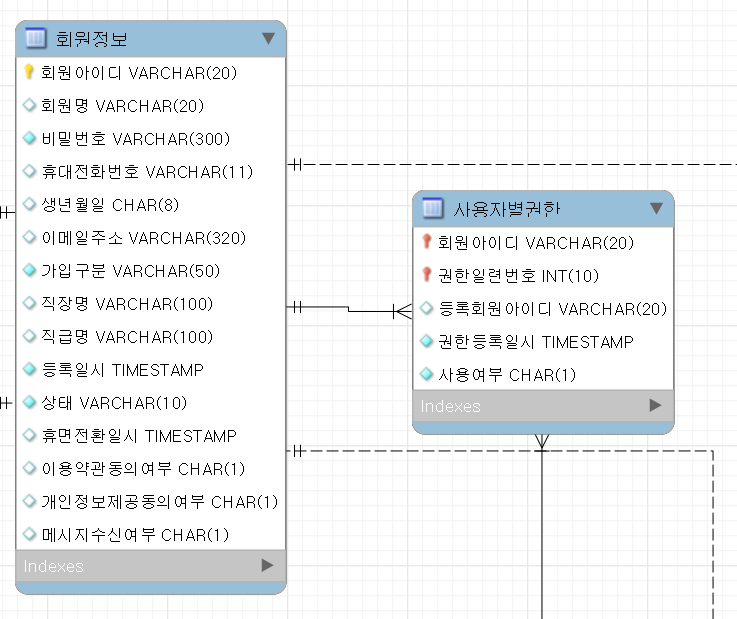 회원정보
회원아이디 VARCHAR(20)
회원명 VARCHAR(20)
비밀번호 VARCHAR(300)
휴대전화번호 VARCHAR(11)
생년월일 CHAR(8)
이메일주소 VARCHAR(320)
가입구분 VARCHAR(50)
직장명 VARCHAR(100)
직급명 VARCHAR(100)
등록일시 TIMESTAMP
상태 VARCHAR(10)
휴면전환일시 TIMESTAMP
이용약관동의여부 CHAR(1)
개인정보제공동의여부 CHAR(1)
메시지수신여부 CHAR(1)
Indexes
사용자별권한
회원아이디 VARCHAR(20)
권한일련번호 INT(10)
등록회원아이디 VARCHAR(20)
권한등록일시 TIMESTAMP
사용여부 CHAR(1)
Indexes